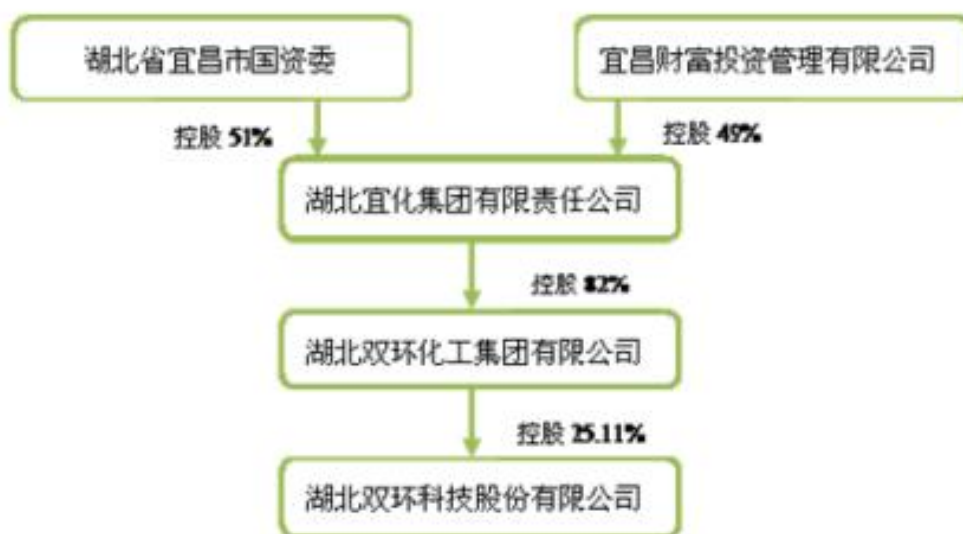 湖北省宜昌市国资委
宜昌财富投资管理有限公司
控股 51%
控股 49%
湖北宜化集团有限责任公司
控股 82%
湖北双环化工集团有限公司
控股 25.11%
湖北双环科技股份有限公司